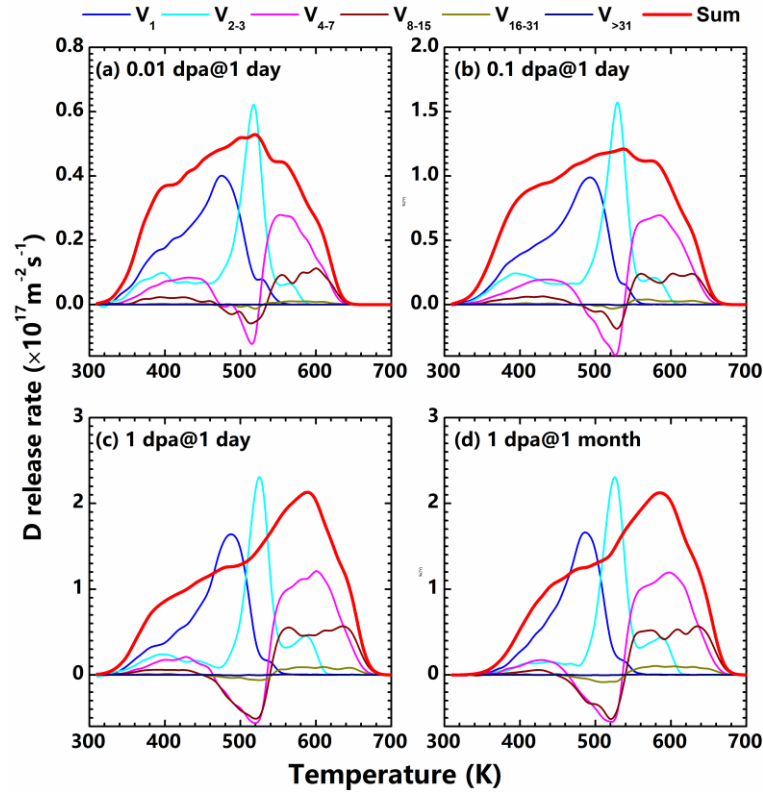 V1 V2-3 V4-7 V8-15 V16-31 V>31 Sum
(a) 0.01 dpa@1 day
(b) 0.1 dpa@1 day
0.8
0.6
0.4
0.2
0.0
300 400 500 600 700
2.0
1.5
1.0
0.5
0.0
300 400 500 600 700
(c) 1 dpa@1 day
(d) 1 dpa@1 month
3
2
1
0
300 400 500 600 700
3
2
1
0
300 400 500 600 700
D release rate (×10¹⁷ m⁻² s⁻¹)
Temperature (K)